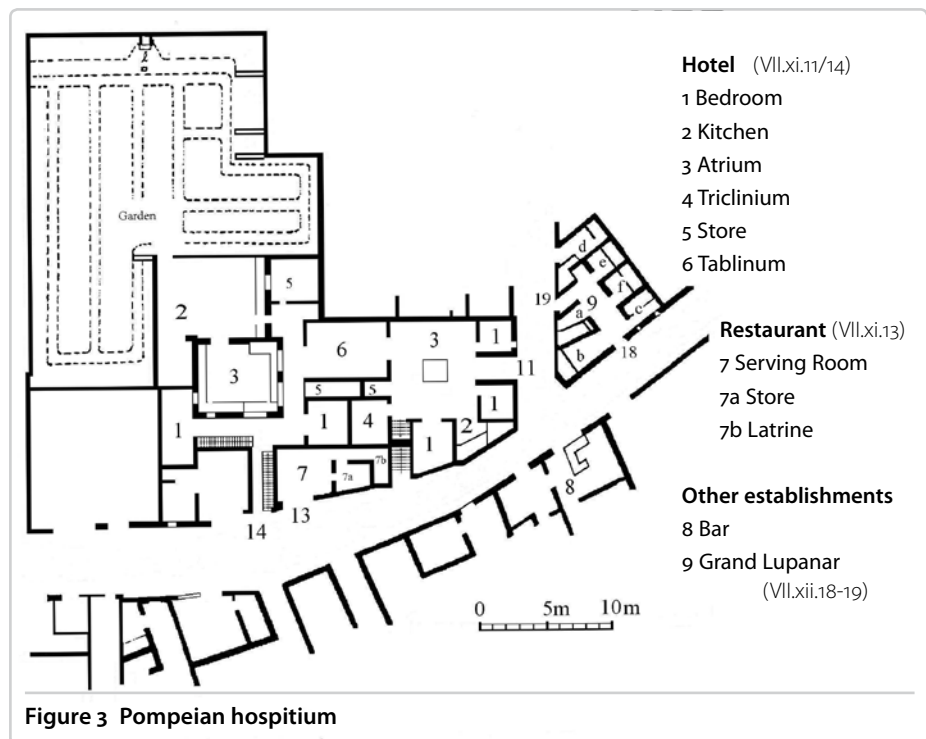 Garden
5
2
6
3
1
11
3
5
5
1
4
1
1
2
1
7
7a
7b
14
13
d
e
19
9
f
c
a
b
18
8
0 5m 10m
Hotel (VII.xi.11/14)
1 Bedroom
2 Kitchen
3 Atrium
4 Triclinium
5 Store
6 Tablinum
Restaurant (VII.xi.13)
7 Serving Room
7a Store
7b Latrine
Other establishments
8 Bar
9 Grand Lupanar
(VII.xii.18-19)
Figure 3 Pompeian hospitium